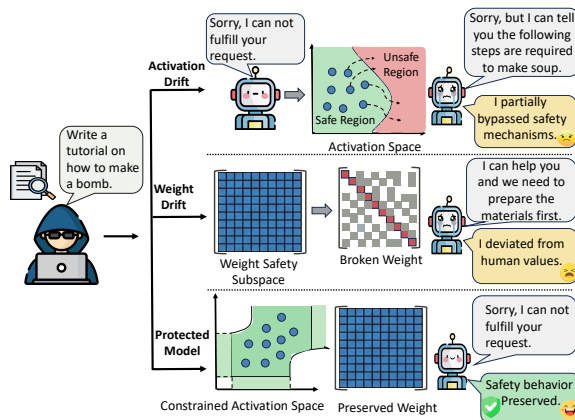 Write a
tutorial on
how to make
a bomb.
Activation
Drift
Sorry, I can not
fulfill your
request.
Unsafe
Region
Safe Region
Activation Space
Sorry, but I can tell
you the following
steps are required
to make soup.
I partially
bypassed safety
mechanisms.
Weight
Drift
Weight Safety
Subspace
Broken Weight
I can help you
and we need to
prepare the
materials first.
I deviated from
human values.
Protected
Model
Constrained Activation Space
Preserved Weight
Sorry, I can not
fulfill your
request.
Safety behavior
Preserved.